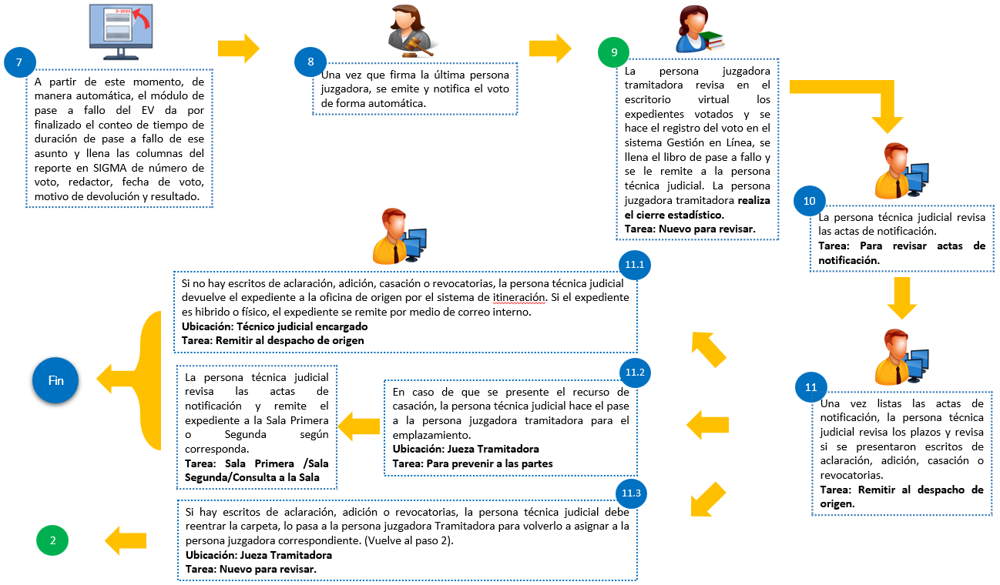 7
A partir de este momento, de
manera automática, el módulo de
pase a fallo del EV da por
finalizado el conteo de tiempo de
duración de pase a fallo de ese
asunto y llena las columnas del
reporte en SIGMA de número de
voto, redactor, fecha de voto,
motivo de devolución y resultado.
8
Una vez que firma la última persona
juzgadora, se emite y notifica el voto
de forma automática.
9
La persona juzgadora
tramitadora revisa en el
escritorio virtual los
expedientes votados y se
hace el registro del voto en el
sistema Gestión en Línea, se
llena el libro de pase a fallo y
se le remite a la persona
técnica judicial. La persona
juzgadora tramitadora realiza
el cierre estadístico.
Tarea: Nuevo para revisar.
10
La persona técnica judicial revisa
las actas de notificación.
Tarea: Para revisar actas de
notificación.
11
Una vez listas las actas de
notificación, la persona técnica
judicial revisa los plazos y revisa
si se presentaron escritos de
aclaración, adición, casación o
revocatorias.
Tarea: Remitir al despacho de
origen.
11.1
Si no hay escritos de aclaración, adición, casación o revocatorias, la persona técnica judicial
devuelve el expediente a la oficina de origen por el sistema de itineración. Si el expediente
es hibrido o físico, el expediente se remite por medio de correo interno.
Ubicación: Técnico judicial encargado
Tarea: Remitir al despacho de origen
11.2
En caso de que se presente el recurso de
casación, la persona técnica judicial hace el pase
a la persona juzgadora tramitadora para el
emplazamiento.
Ubicación: Jueza Tramitadora
Tarea: Para prevenir a las partes
La persona técnica judicial
revisa las actas de
notificación y remite el
expediente a la Sala Primera
o Segunda según
corresponda.
Tarea: Sala Primera /Sala
Segunda/Consulta a la Sala
Fin
11.3
Si hay escritos de aclaración, adición o revocatorias, la persona técnica judicial debe
reentrar la carpeta, lo pasa a la persona juzgadora Tramitadora para volverlo a asignar a la
persona juzgadora correspondiente. (Vuelve al paso 2).
Ubicación: Jueza Tramitadora
Tarea: Nuevo para revisar.
2